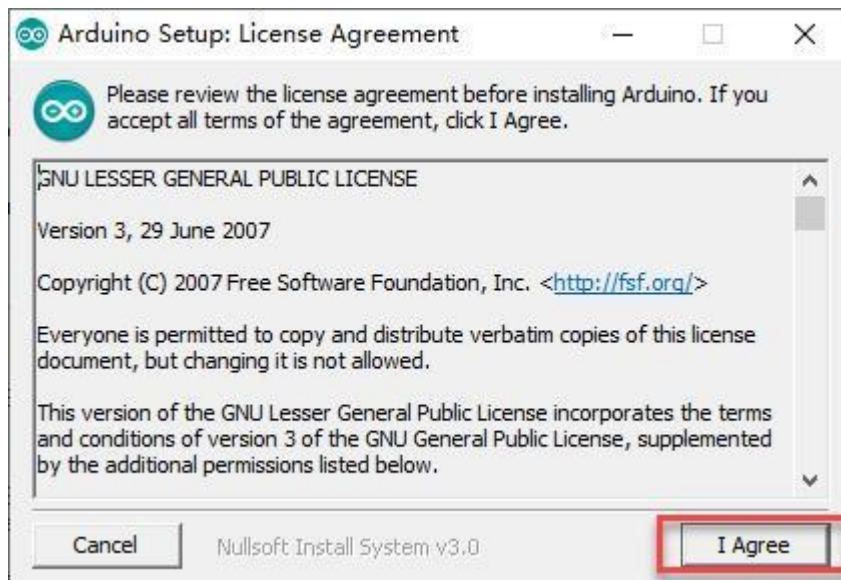 Arduino Setup: License Agreement
Please review the license agreement before installing Arduino. If you
accept all terms of the agreement, click I Agree.
GNU LESSER GENERAL PUBLIC LICENSE
Version 3, 29 June 2007
Copyright (C) 2007 Free Software Foundation, Inc. <http://fsf.org/>
Everyone is permitted to copy and distribute verbatim copies of this license
document, but changing it is not allowed.
This version of the GNU Lesser General Public License incorporates the terms
and conditions of version 3 of the GNU General Public License, supplemented
by the additional permissions listed below.
Cancel
Nullsoft Install System v3.0
I Agree